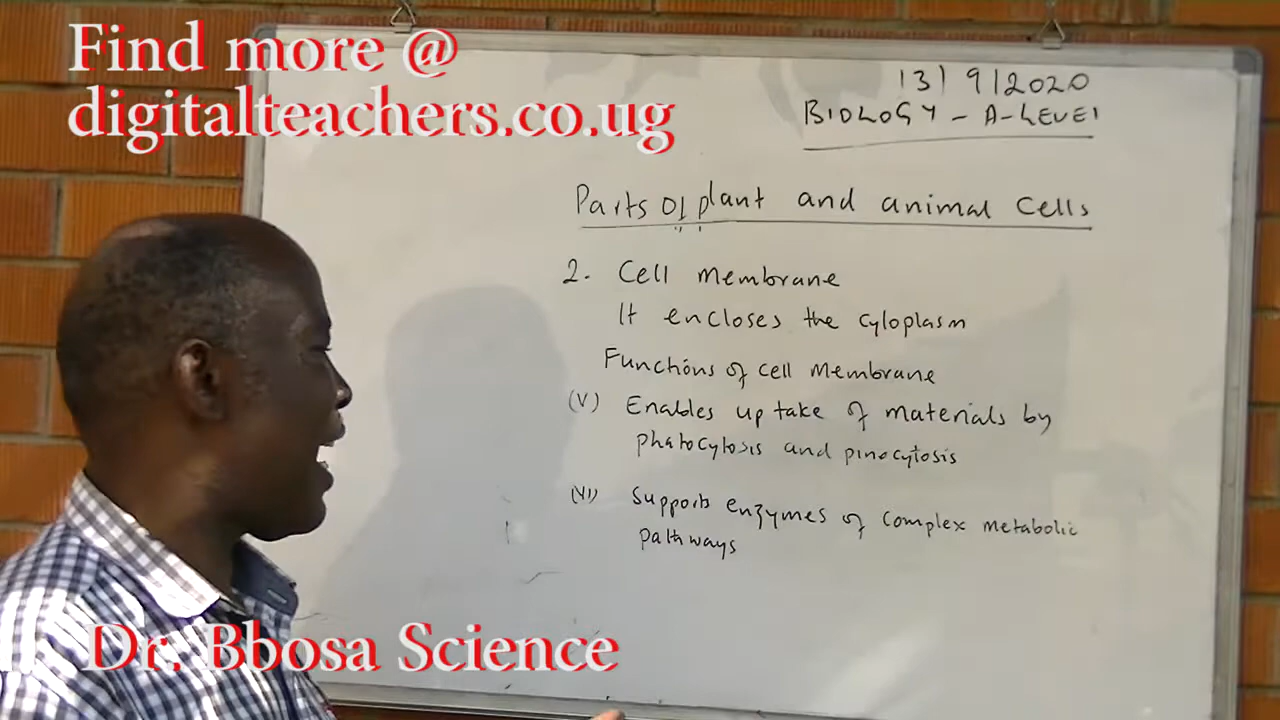 Find more @
digitalteachers.co.ug
13/9/2020
BIOLOGY - A-LEVEL
Parts of plant and animal Cells
2. Cell membrane
It encloses the cyloplasm
Functions of cell membrane
(V) Enables up take of materials by
phatocytosis and pinocytosis
(VI) Supports enzymes of complex metabolic
pathways
Dr. Bbosa Science